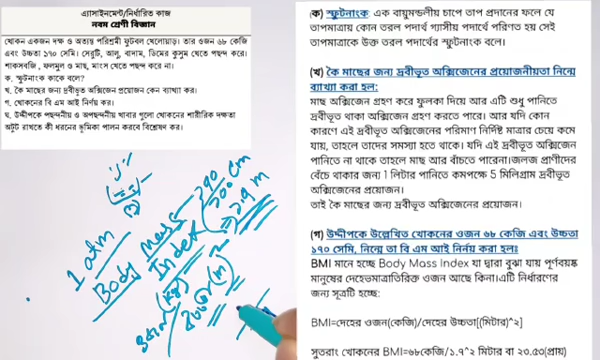 এ্যাসাইনমেন্ট/নির্ধারিত কাজ
নবম শ্রেণী বিজ্ঞান
খোকন একজন দক্ষ ও অত্যন্ত পরিশ্রমী ফুটবল খেলোয়াড়। তার ওজন ৬৮ কেজি
এবং উচ্চতা ১৭০ সেমি। সেরুটি, আলু, বাদাম, ডিমের কুসুম খেতে পছন্দ করে।
শাকসবজি , ফলমুল ও মাছ, মাংস খেতে পছন্দ করে না।
ক. স্ফুটনাংক কাকে বলে?
খ. কৈ মাছের জন্য দ্রবীভূত অক্সিজেন প্রয়োজন কেন ব্যাখ্যা কর।
গ. খোকনের বি এম আই নির্ণয় কর।
ঘ. উদ্দীপকে পছন্দনীয় ও অপছন্দনীয় খাবার গুলো খোকনের শারীরিক দক্ষতা
অটুট রাখতে কী ধরনের ভূমিকা পালন করবে বিশ্লেষণ কর।
1 atm
Body Mass
Index
(ক) স্ফুটনাংক: এক বায়ুমন্ডলীয় চাপে তাপ প্রদানের ফলে যে
তাপমাত্রায় কোন তরল পদার্থ গ্যাসীয় পদার্থে পরিণত হয় সেই
তাপমাত্রাকে উক্ত তরল পদার্থের স্ফুটনাংক বলে।
(খ) কৈ মাছের জন্য দ্রবীভূত অক্সিজেনের প্রয়োজনীয়তা নিম্নে
ব্যাখ্যা করা হল:
মাছ অক্সিজেন গ্রহণ করে ফুলকা দিয়ে আর এটি শুধু পানিতে
দ্রবীভূত থাকা অক্সিজেন গ্রহণ করতে পারে। আর যদি কোন
কারণে এই দ্রবীভূত অক্সিজেনের পরিমাণ নির্দিষ্ট মাত্রার চেয়ে কমে
যায়, তাহলে তাদের সমস্যা হতে থাকে। যদি এই দ্রবীভূত অক্সিজেন
পানিতে না থাকে তাহলে মাছ আর বাঁচতে পারেনা।জলজ প্রাণীদের
বেঁচে থাকার জন্য 1 লিটার পানিতে কমপক্ষে 5 মিলিগ্রাম দ্রবীভূত
অক্সিজেনের প্রয়োজন।
তাই কৈ মাছের জন্য দ্রবীভূত অক্সিজেন প্রয়োজন।
(গ) উদ্দীপকে উল্লেখিত খোকনের ওজন ৬৮ কেজি এবং উচ্চতা
১৭০ সেমি, নিম্নে তা বি এম আই নির্ণয় করা হল।
BMI মানে হচ্ছে Body Mass Index যা দ্বারা বুঝা যায় পূর্ণবয়ষ্ক
মানুষের দেহেভমাত্রাতিরিক্ত ওজন আছে কিনা।এটি নির্ধারণের
জন্য সূত্রটি হচ্ছে:
BMI=দেহের ওজন(কেজি)/দেহের উচ্চতা[(মিটার)^২]
সুতরাং খোকনের BMI=৬৮কেজি/১.৭^২ মিটার বা ২৩.৫৩(প্রায়)